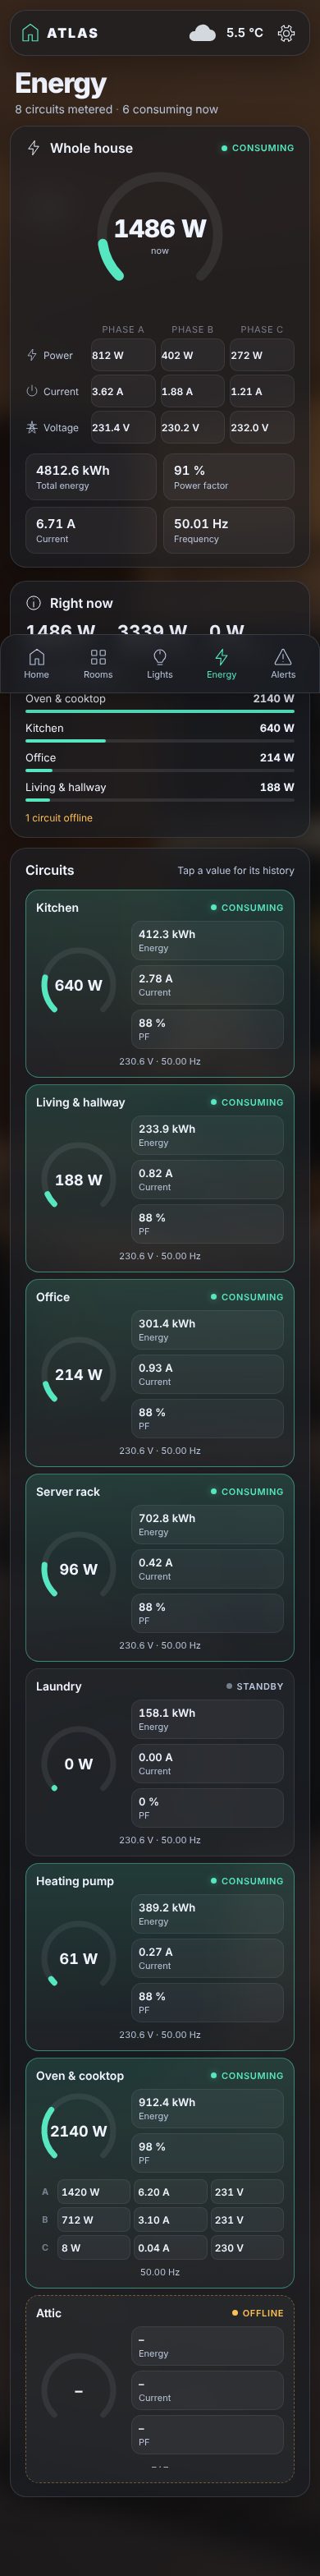 ATLAS
5.5 °C
Energy
8 circuits metered · 6 consuming now
Whole house
CONSUMING
1486 W
now
PHASE A PHASE B PHASE C
Power 812 W 402 W 272 W
Current 3.62 A 1.88 A 1.21 A
Voltage 231.4 V 230.2 V 232.0 V
4812.6 kWh
Total energy
91 %
Power factor
6.71 A
Current
50.01 Hz
Frequency
Right now
1486 W 3339 W 0 W
Home Rooms Lights Energy Alerts
Oven & cooktop 2140 W
Kitchen 640 W
Office 214 W
Living & hallway 188 W
1 circuit offline
Circuits
Tap a value for its history
Kitchen
CONSUMING
640 W
412.3 kWh
Energy
2.78 A
Current
88 %
PF
230.6 V · 50.00 Hz
Living & hallway
CONSUMING
188 W
233.9 kWh
Energy
0.82 A
Current
88 %
PF
230.6 V · 50.00 Hz
Office
CONSUMING
214 W
301.4 kWh
Energy
0.93 A
Current
88 %
PF
230.6 V · 50.00 Hz
Server rack
CONSUMING
96 W
702.8 kWh
Energy
0.42 A
Current
88 %
PF
230.6 V · 50.00 Hz
Laundry
STANDBY
0 W
158.1 kWh
Energy
0.00 A
Current
0 %
PF
230.6 V · 50.00 Hz
Heating pump
CONSUMING
61 W
389.2 kWh
Energy
0.27 A
Current
88 %
PF
230.6 V · 50.00 Hz
Oven & cooktop
CONSUMING
2140 W
912.4 kWh
Energy
98 %
PF
A 1420 W 6.20 A 231 V
B 712 W 3.10 A 231 V
C 8 W 0.04 A 230 V
50.00 Hz
Attic
OFFLINE
–
–
Energy
–
Current
–
PF
– · –